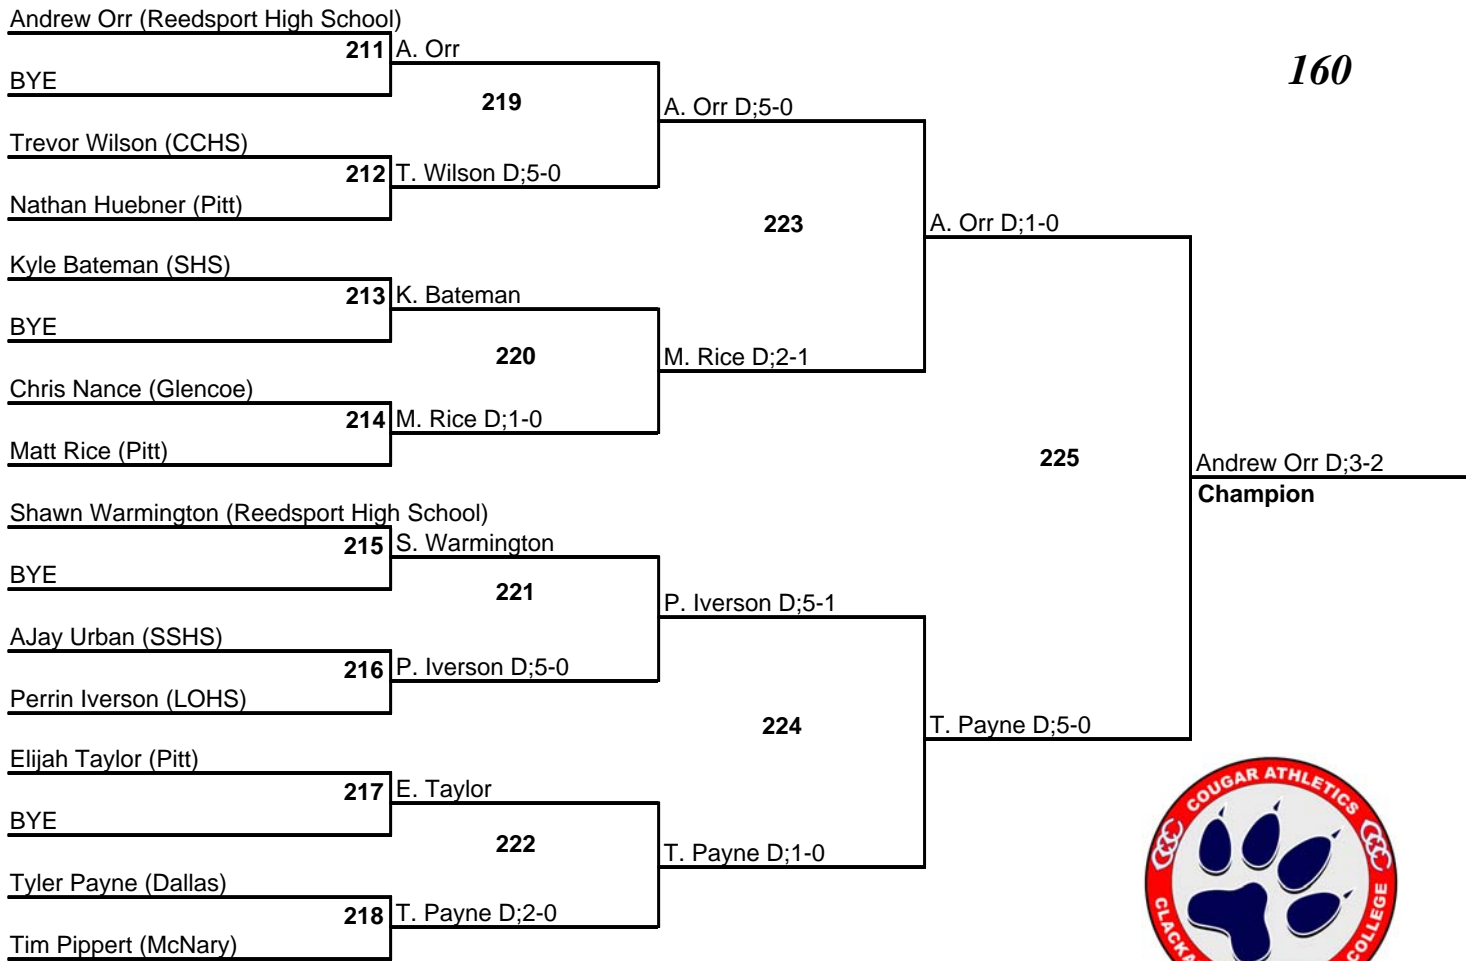 Andrew Orr (Reedsport High School)
211 A. Orr
BYE
160
219
A. Orr D;5-0
Trevor Wilson (CCHS)
212 T. Wilson D;5-0
Nathan Huebner (Pitt)
223
A. Orr D;1-0
Kyle Bateman (SHS)
213 K. Bateman
BYE
220
M. Rice D;2-1
Chris Nance (Glencoe)
214 M. Rice D;1-0
Matt Rice (Pitt)
225
Andrew Orr D;3-2
Champion
Shawn Warmington (Reedsport High School)
215 S. Warmington
BYE
221
P. Iverson D;5-1
AJay Urban (SSHS)
216 P. Iverson D;5-0
Perrin Iverson (LOHS)
224
T. Payne D;5-0
Elijah Taylor (Pitt)
217 E. Taylor
BYE
222
T. Payne D;1-0
Tyler Payne (Dallas)
218 T. Payne D;2-0
Tim Pippert (McNary)
COUGAR ATHLETICS
COLLEGE